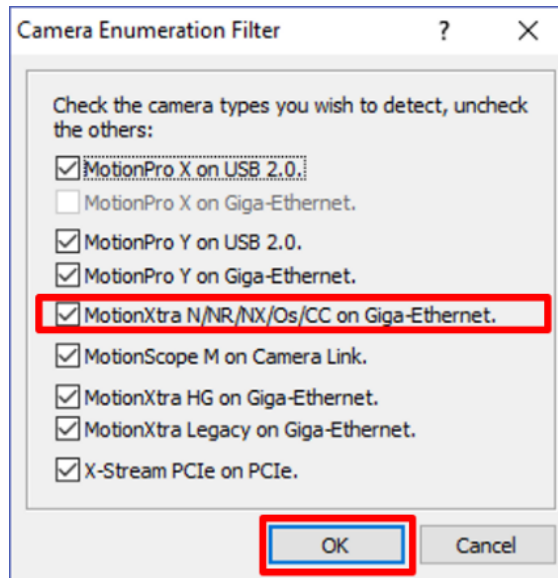 Camera Enumeration Filter
?
Check the camera types you wish to detect, uncheck
the others:
MotionPro X on USB 2.0.
MotionPro X on Giga-Ethernet.
MotionPro Y on USB 2.0.
MotionPro Y on Giga-Ethernet.
MotionXtra N/NR/NX/Os/CC on Giga-Ethernet.
MotionScope M on Camera Link.
MotionXtra HG on Giga-Ethernet.
MotionXtra Legacy on Giga-Ethernet.
X-Stream PCIe on PCIe.
OK
Cancel